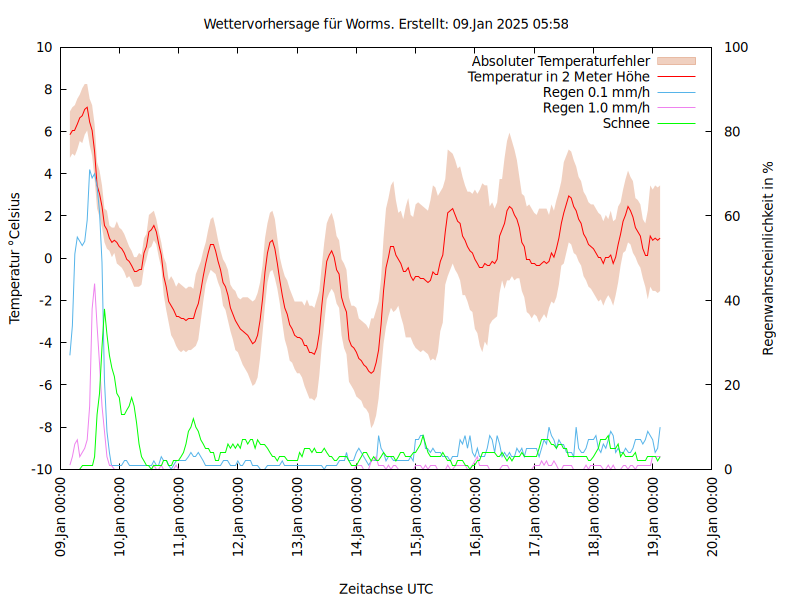 Wettervorhersage für Worms. Erstellt: 09.Jan 2025 05:58
Absoluter Temperaturfehler
Temperatur in 2 Meter Höhe
Regen 0.1 mm/h
Regen 1.0 mm/h
Schnee
Temperatur °Celsius
10
8
6
4
2
0
-2
-4
-6
-8
-10
100
80
60
40
20
0
Regenwahrscheinlichkeit in %
09.Jan 00:00
10.Jan 00:00
11.Jan 00:00
12.Jan 00:00
13.Jan 00:00
14.Jan 00:00
15.Jan 00:00
16.Jan 00:00
17.Jan 00:00
18.Jan 00:00
19.Jan 00:00
20.Jan 00:00
Zeitachse UTC